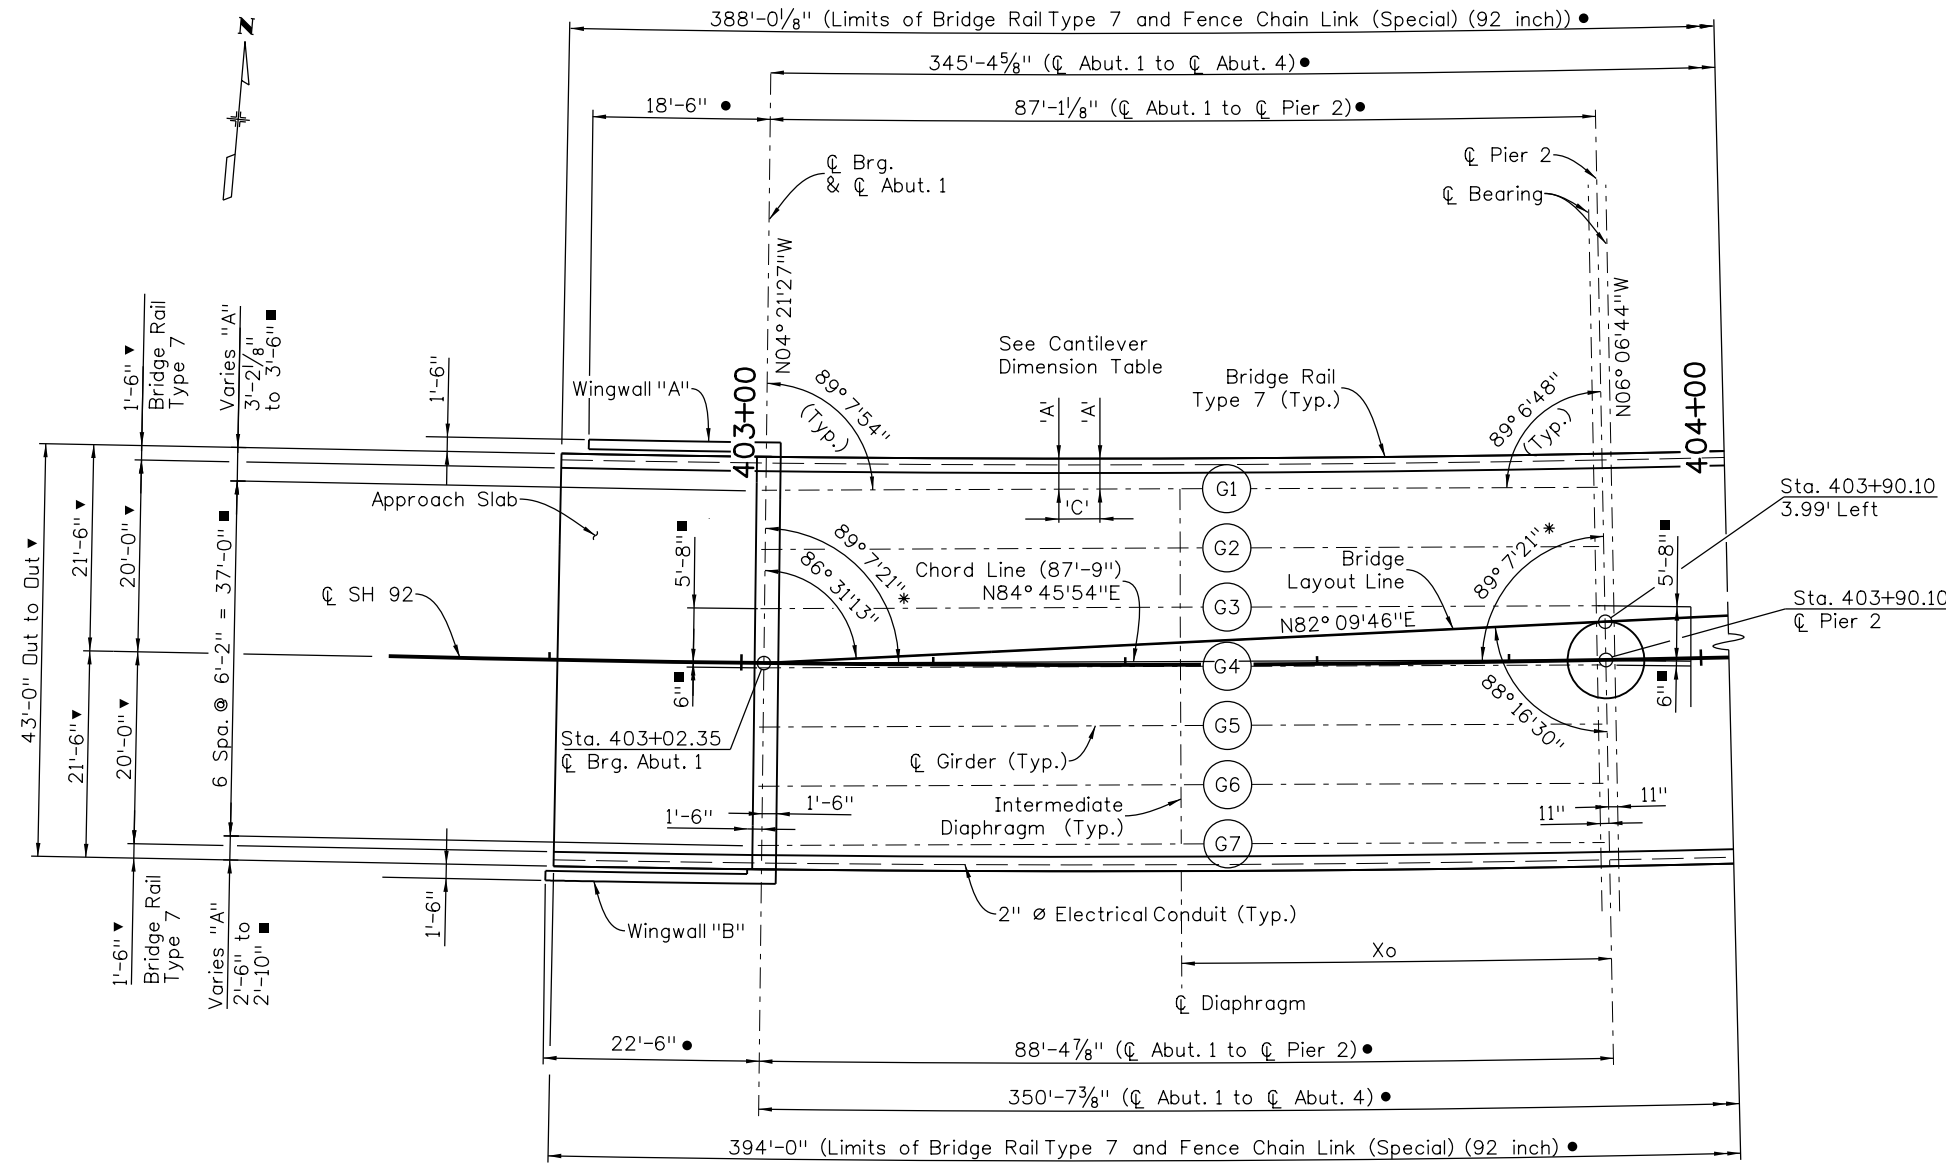 388'-0⅛" (Limits of Bridge Rail Type 7 and Fence Chain Link (Special) (92 inch)) ●
N
345'-4⅝" (℄ Abut. 1 to ℄ Abut. 4) ●
18'-6" ●
87'-1⅛" (℄ Abut. 1 to ℄ Pier 2) ●
℄ Brg.
& ℄ Abut. 1
℄ Pier 2
℄ Bearing
N04° 21'27"W
N06° 06'44"W
1'-6" ▼
Bridge Rail
Type 7
Varies "A"
3'-2⅛"
to 3'-6" ■
1'-6"
Wingwall "A"
403+00
89° 7'54"
(Typ.)
See Cantilever
Dimension Table
'A'
'A'
'C'
Bridge Rail
Type 7 (Typ.)
89° 6'48"
(Typ.)
404+00
Approach Slab
G1
Sta. 403+90.10
3.99' Left
43'-0" Out to Out ▼
21'-6" ▼
20'-0" ▼
6 Spa. @ 6'-2" = 37'-0" ■
5'-8" ■
89° 7'21" *
86° 31'13"
G2
Chord Line (87'-9")
N84° 45'54"E
Bridge
Layout Line
89° 7'21" *
5'-8" ■
℄ SH 92
G3
N82° 09'46"E
Sta. 403+90.10
℄ Pier 2
G4
6" ■
88° 16'30"
6" ■
21'-6" ▼
20'-0" ▼
Sta. 403+02.35
℄ Brg. Abut. 1
G5
℄ Girder (Typ.)
G6
1'-6"
1'-6"
Intermediate
Diaphragm (Typ.)
11"
11"
G7
1'-6" ▼
Bridge Rail
Type 7
Varies "A"
2'-6" to
2'-10" ■
1'-6"
Wingwall "B"
2" ⌀ Electrical Conduit (Typ.)
Xo
℄ Diaphragm
22'-6" ●
88'-4⅞" (℄ Abut. 1 to ℄ Pier 2) ●
350'-7⅜" (℄ Abut. 1 to ℄ Abut. 4) ●
394'-0" (Limits of Bridge Rail Type 7 and Fence Chain Link (Special) (92 inch) ●